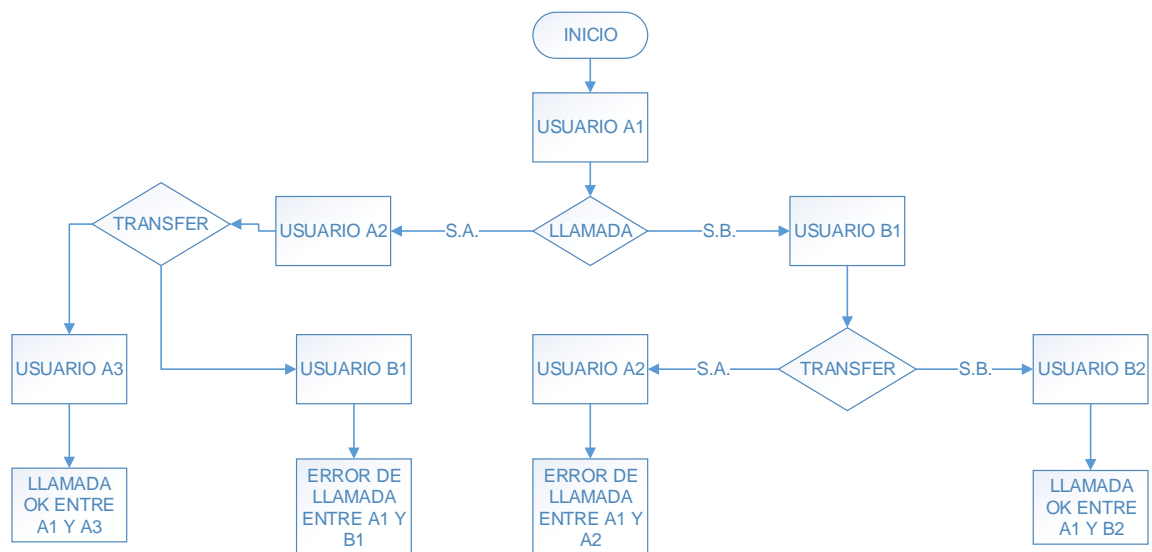 INICIO
USUARIO A1
TRANSFER
USUARIO A2
S.A.
LLAMADA
S.B.
USUARIO B1
USUARIO A3
USUARIO B1
USUARIO A2
S.A.
TRANSFER
S.B.
USUARIO B2
LLAMADA
OK ENTRE
A1 Y A3
ERROR DE
LLAMADA
ENTRE A1 Y
B1
ERROR DE
LLAMADA
ENTRE A1 Y
A2
LLAMADA
OK ENTRE
A1 Y B2